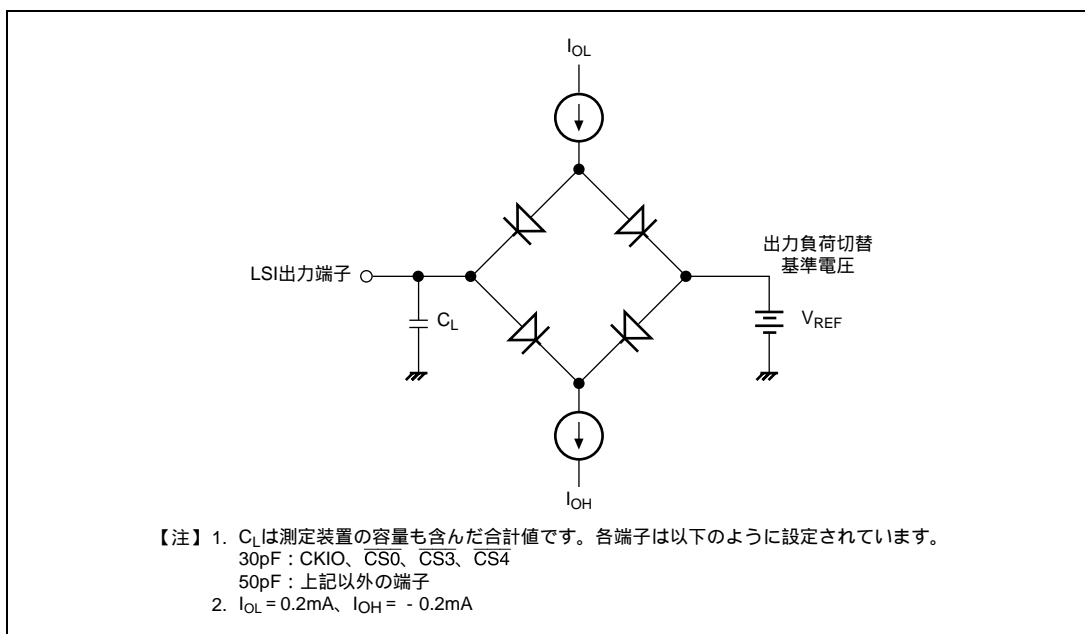 IOL
出力負荷切替
基準電圧
LSI出力端子
CL
VREF
IOH
【注】 1. CLは測定装置の容量も含んだ合計値です。各端子は以下のように設定されています。
30pF：CKIO、C̅S̅0̅、C̅S̅3̅、C̅S̅4̅
50pF：上記以外の端子
2. IOL = 0.2mA、IOH = - 0.2mA